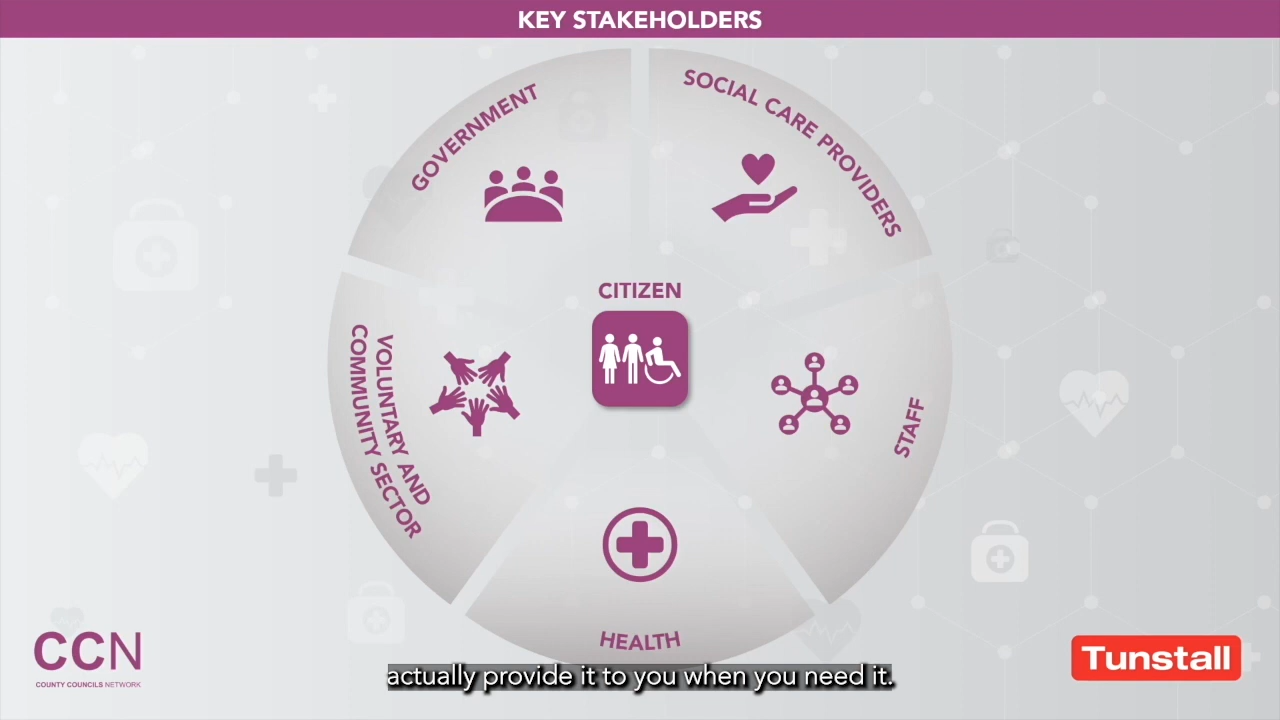 KEY STAKEHOLDERS
GOVERNMENT
SOCIAL CARE PROVIDERS
CITIZEN
VOLUNTARY AND
COMMUNITY SECTOR
STAFF
HEALTH
actually provide it to you when you need it.
CCN
COUNTY COUNCILS NETWORK
Tunstall